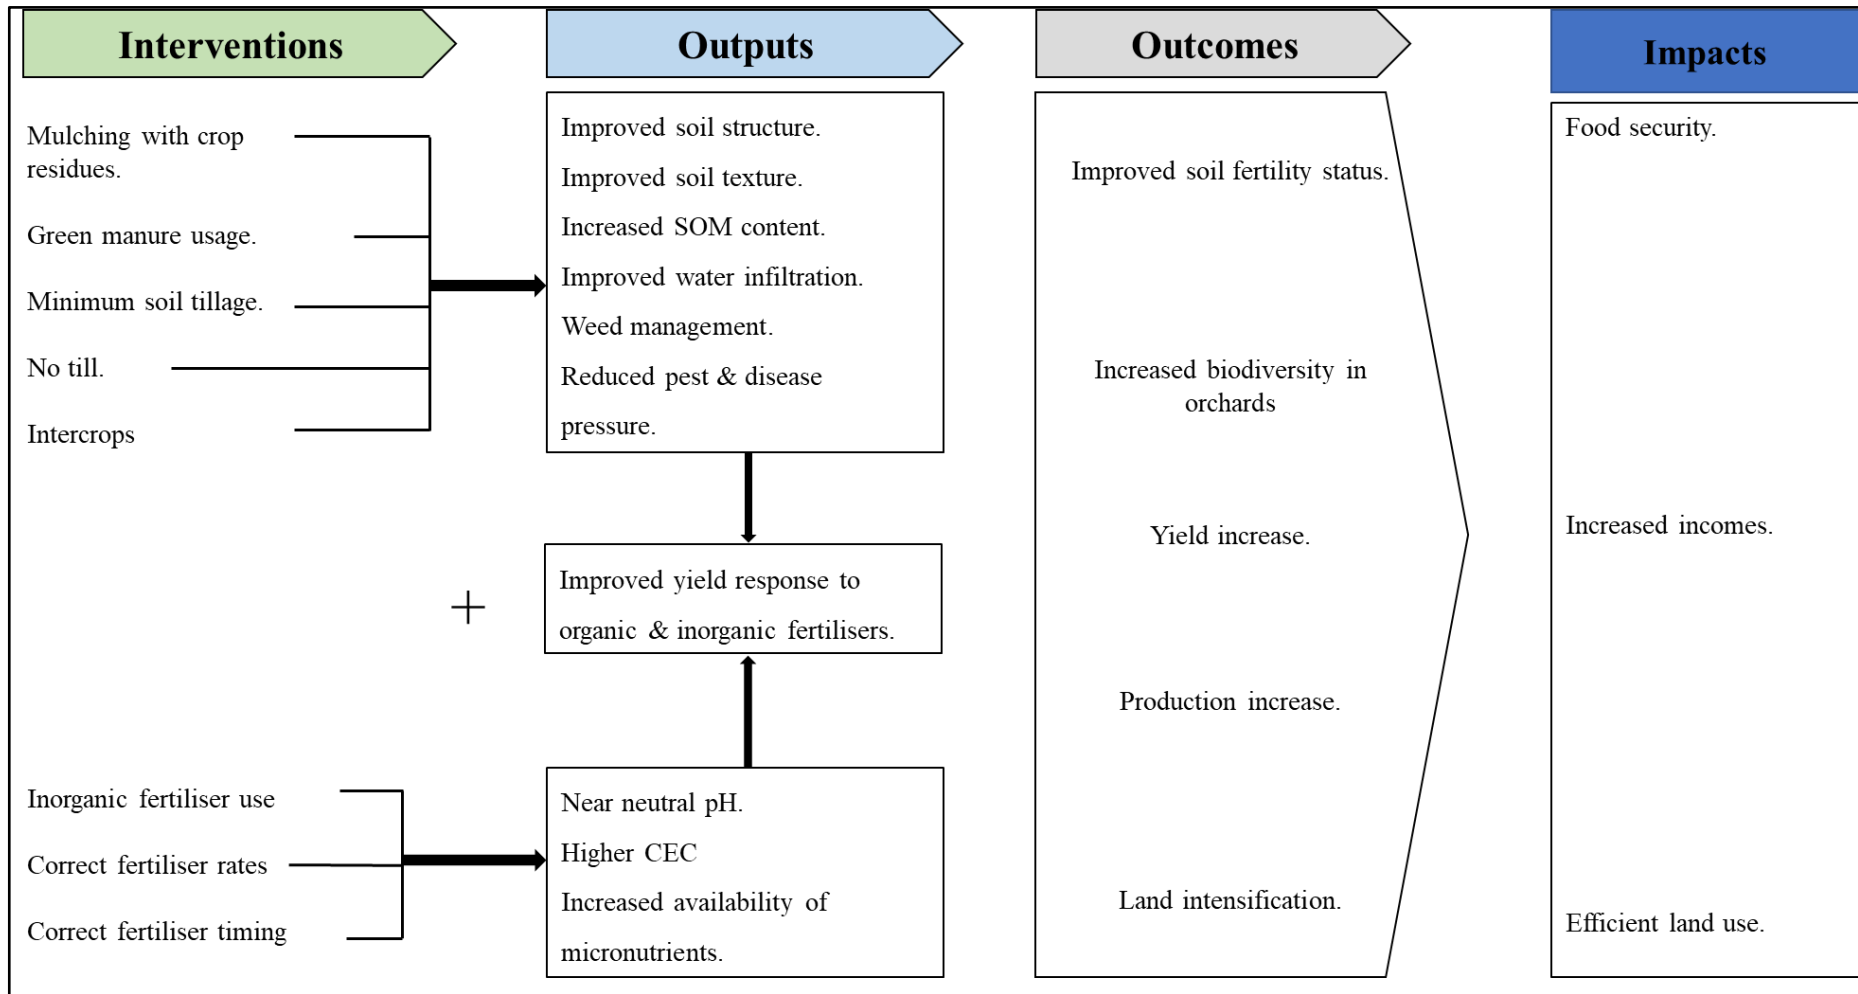 Interventions
Outputs
Outcomes
Impacts
Mulching with crop
residues.
Green manure usage.
Minimum soil tillage.
No till.
Intercrops
Inorganic fertiliser use
Correct fertiliser rates
Correct fertiliser timing
Improved soil structure.
Improved soil texture.
Increased SOM content.
Improved water infiltration.
Weed management.
Reduced pest & disease
pressure.
+
Improved yield response to
organic & inorganic fertilisers.
Near neutral pH.
Higher CEC
Increased availability of
micronutrients.
Improved soil fertility status.
Increased biodiversity in
orchards
Yield increase.
Production increase.
Land intensification.
Food security.
Increased incomes.
Efficient land use.